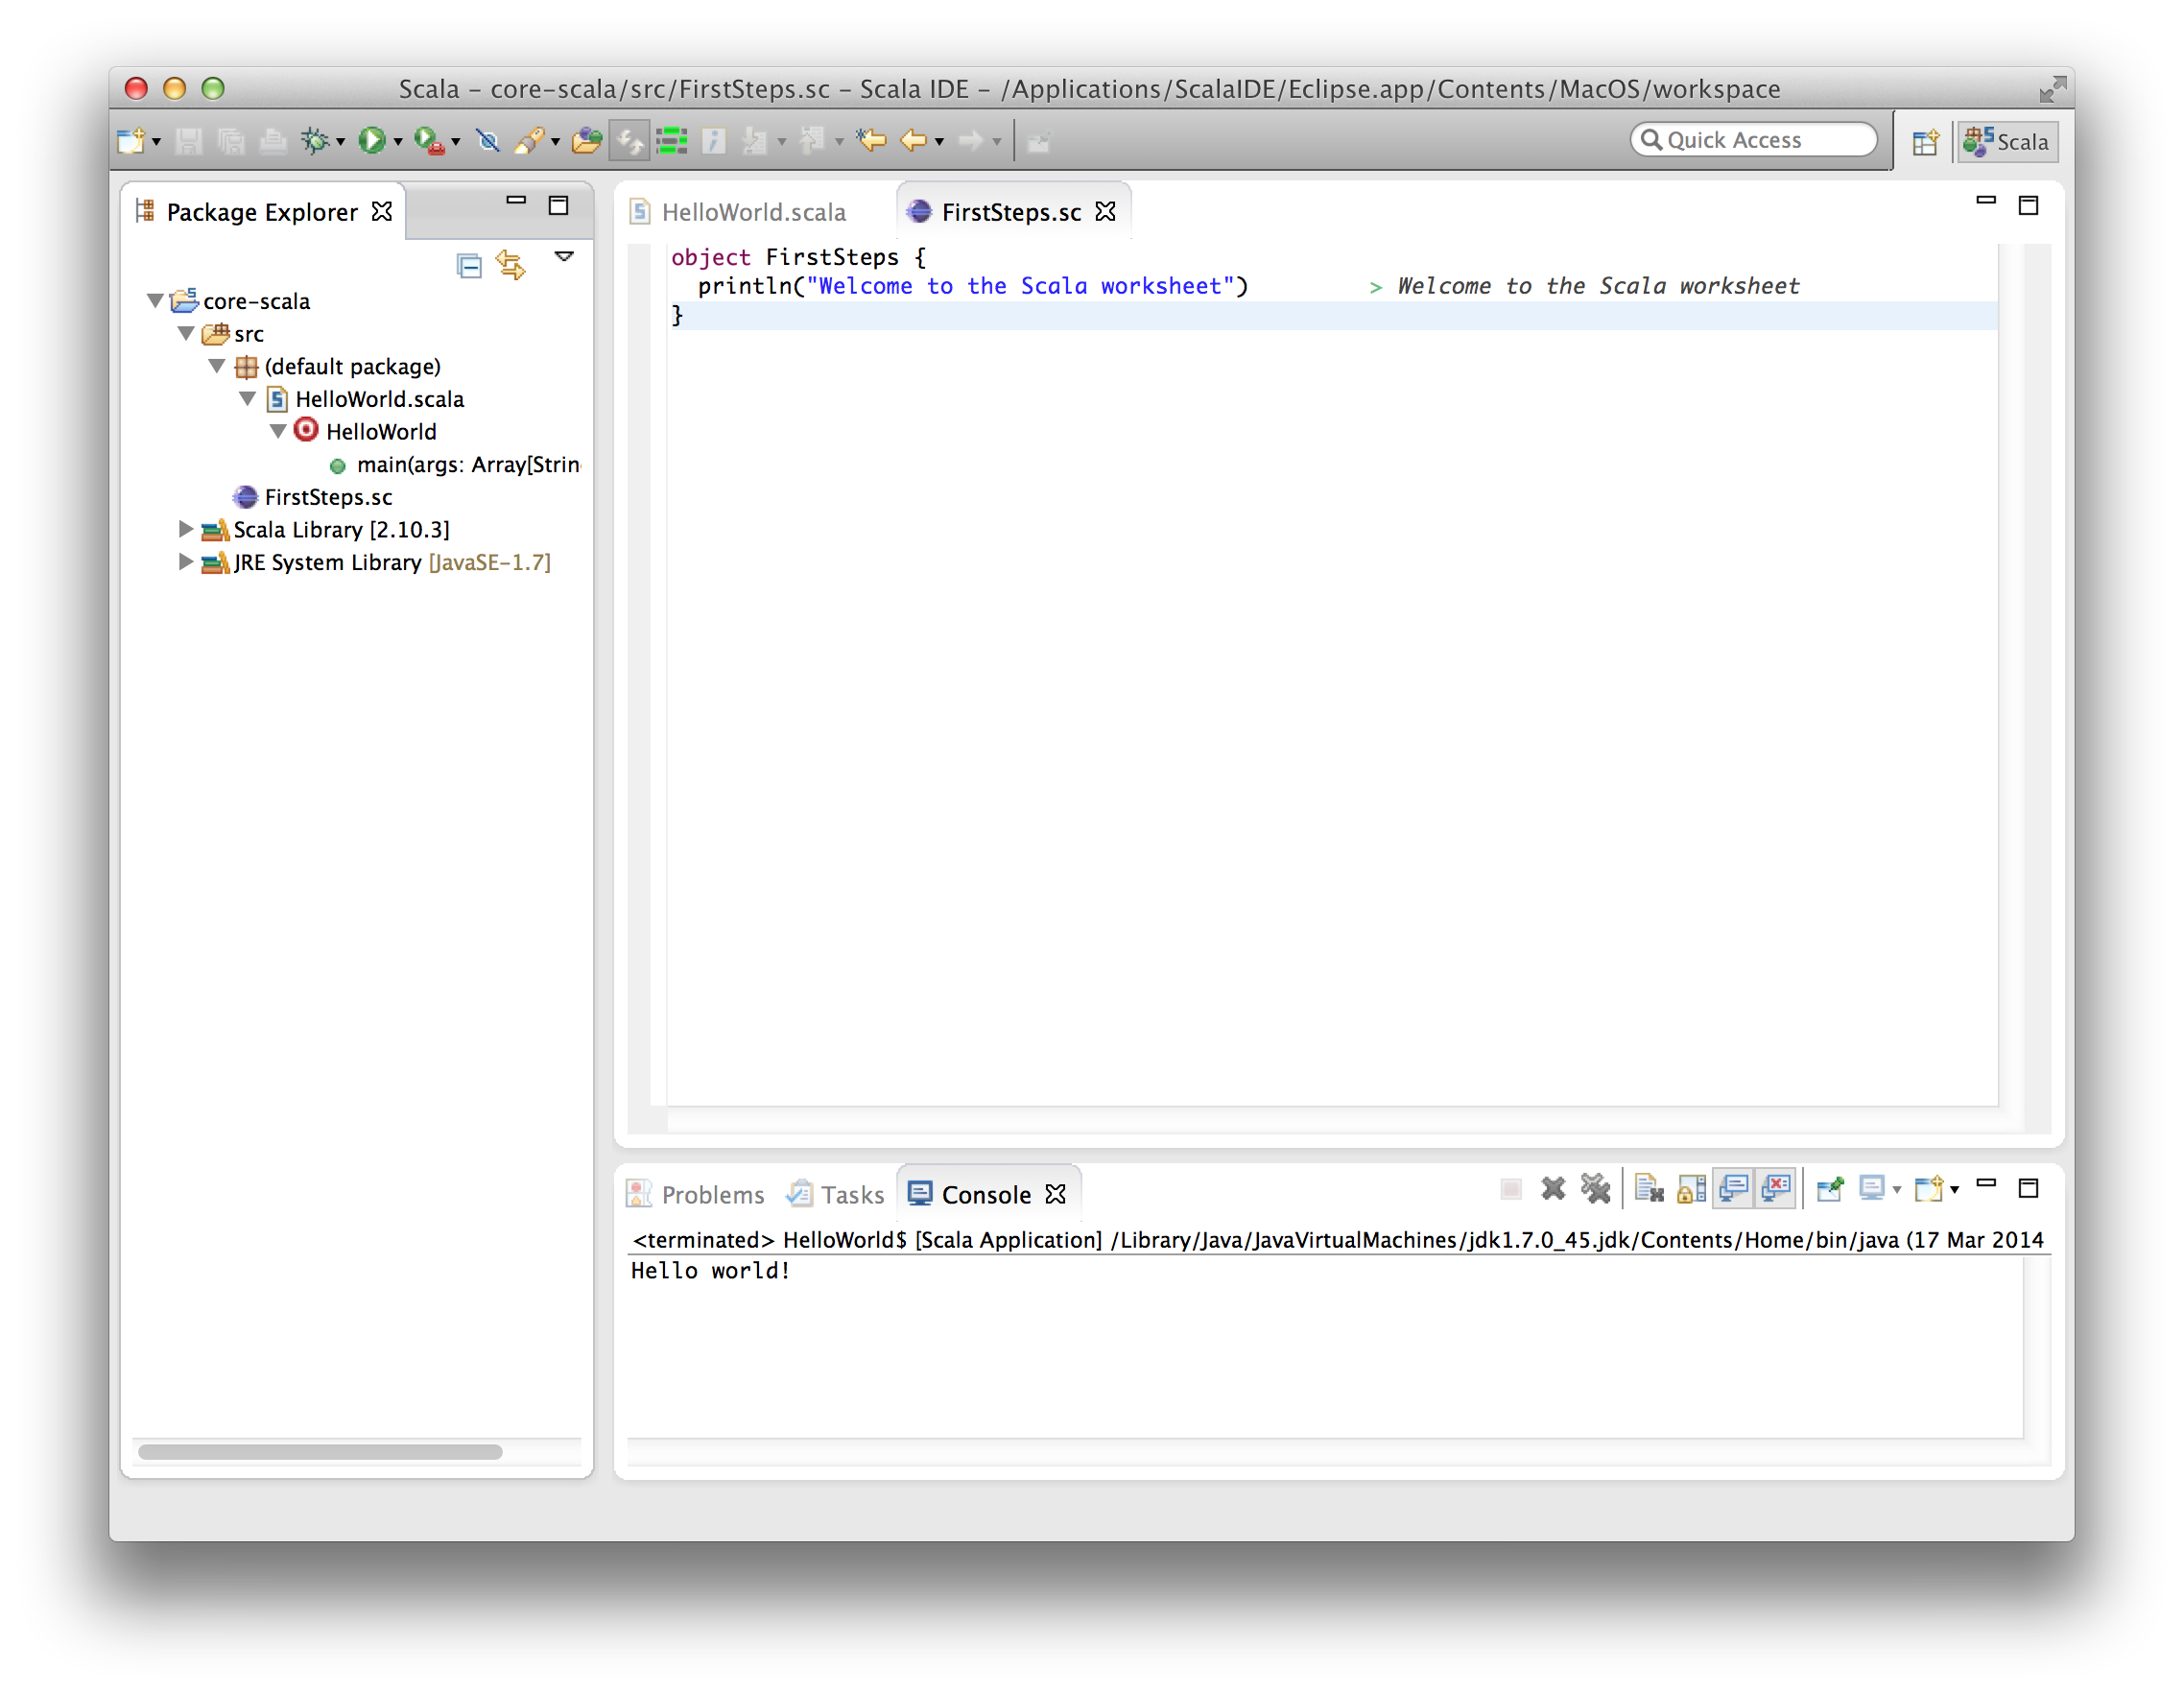 Scala – core-scala/src/FirstSteps.sc – Scala IDE – /Applications/ScalaIDE/Eclipse.app/Contents/MacOS/workspace
Quick Access
Scala
Package Explorer
core-scala
src
(default package)
HelloWorld.scala
HelloWorld
main(args: Array[Strin
FirstSteps.sc
Scala Library [2.10.3]
JRE System Library [JavaSE-1.7]
HelloWorld.scala FirstSteps.sc
object FirstSteps {
  println("Welcome to the Scala worksheet") > Welcome to the Scala worksheet
}
Problems Tasks Console
<terminated> HelloWorld$ [Scala Application] /Library/Java/JavaVirtualMachines/jdk1.7.0_45.jdk/Contents/Home/bin/java (17 Mar 2014
Hello world!